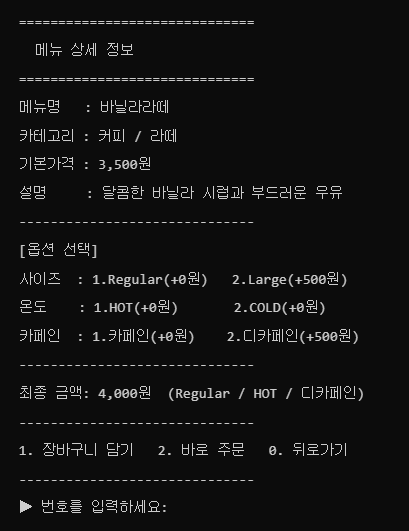 ==============================
메뉴 상세 정보
==============================
메뉴명 : 바닐라라떼
카테고리 : 커피 / 라떼
기본가격 : 3,500원
설명 : 달콤한 바닐라 시럽과 부드러운 우유
------------------------------
[옵션 선택]
사이즈 : 1.Regular(+0원) 2.Large(+500원)
온도 : 1.HOT(+0원) 2.COLD(+0원)
카페인 : 1.카페인(+0원) 2.디카페인(+500원)
------------------------------
최종 금액: 4,000원 (Regular / HOT / 디카페인)
------------------------------
1. 장바구니 담기 2. 바로 주문 0. 뒤로가기
------------------------------
▶ 번호를 입력하세요: